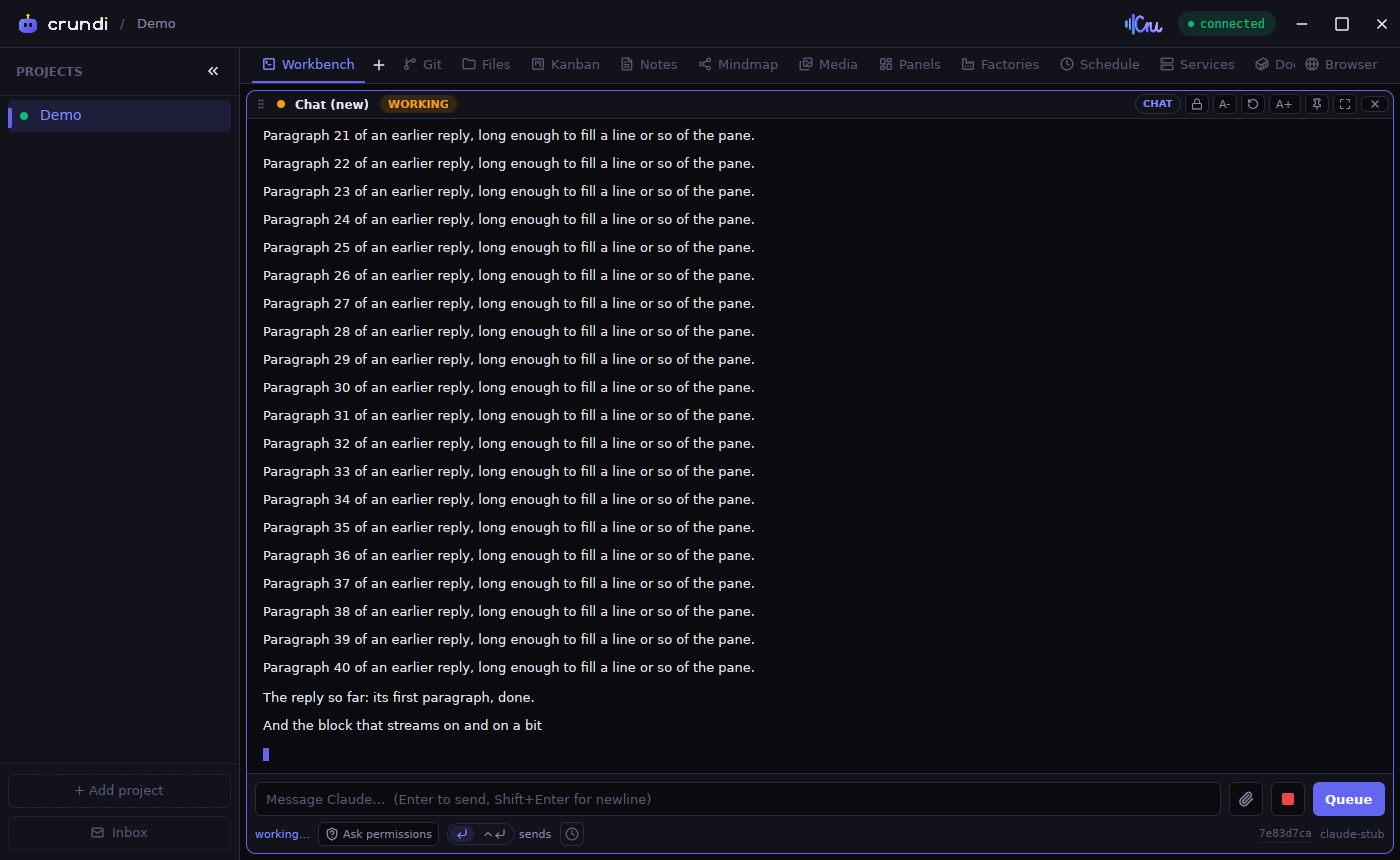 crundi / Demo
Cru
connected
PROJECTS
Workbench
Git
Files
Kanban
Notes
Mindmap
Media
Panels
Factories
Schedule
Services
Doc
Browser
Demo
Chat (new)
WORKING
CHAT
A-
A+
Paragraph 21 of an earlier reply, long enough to fill a line or so of the pane.
Paragraph 22 of an earlier reply, long enough to fill a line or so of the pane.
Paragraph 23 of an earlier reply, long enough to fill a line or so of the pane.
Paragraph 24 of an earlier reply, long enough to fill a line or so of the pane.
Paragraph 25 of an earlier reply, long enough to fill a line or so of the pane.
Paragraph 26 of an earlier reply, long enough to fill a line or so of the pane.
Paragraph 27 of an earlier reply, long enough to fill a line or so of the pane.
Paragraph 28 of an earlier reply, long enough to fill a line or so of the pane.
Paragraph 29 of an earlier reply, long enough to fill a line or so of the pane.
Paragraph 30 of an earlier reply, long enough to fill a line or so of the pane.
Paragraph 31 of an earlier reply, long enough to fill a line or so of the pane.
Paragraph 32 of an earlier reply, long enough to fill a line or so of the pane.
Paragraph 33 of an earlier reply, long enough to fill a line or so of the pane.
Paragraph 34 of an earlier reply, long enough to fill a line or so of the pane.
Paragraph 35 of an earlier reply, long enough to fill a line or so of the pane.
Paragraph 36 of an earlier reply, long enough to fill a line or so of the pane.
Paragraph 37 of an earlier reply, long enough to fill a line or so of the pane.
Paragraph 38 of an earlier reply, long enough to fill a line or so of the pane.
Paragraph 39 of an earlier reply, long enough to fill a line or so of the pane.
Paragraph 40 of an earlier reply, long enough to fill a line or so of the pane.
The reply so far: its first paragraph, done.
And the block that streams on and on a bit
+ Add project
Inbox
Message Claude... (Enter to send, Shift+Enter for newline)
Queue
working...
Ask permissions
sends
7e83d7ca
claude-stub